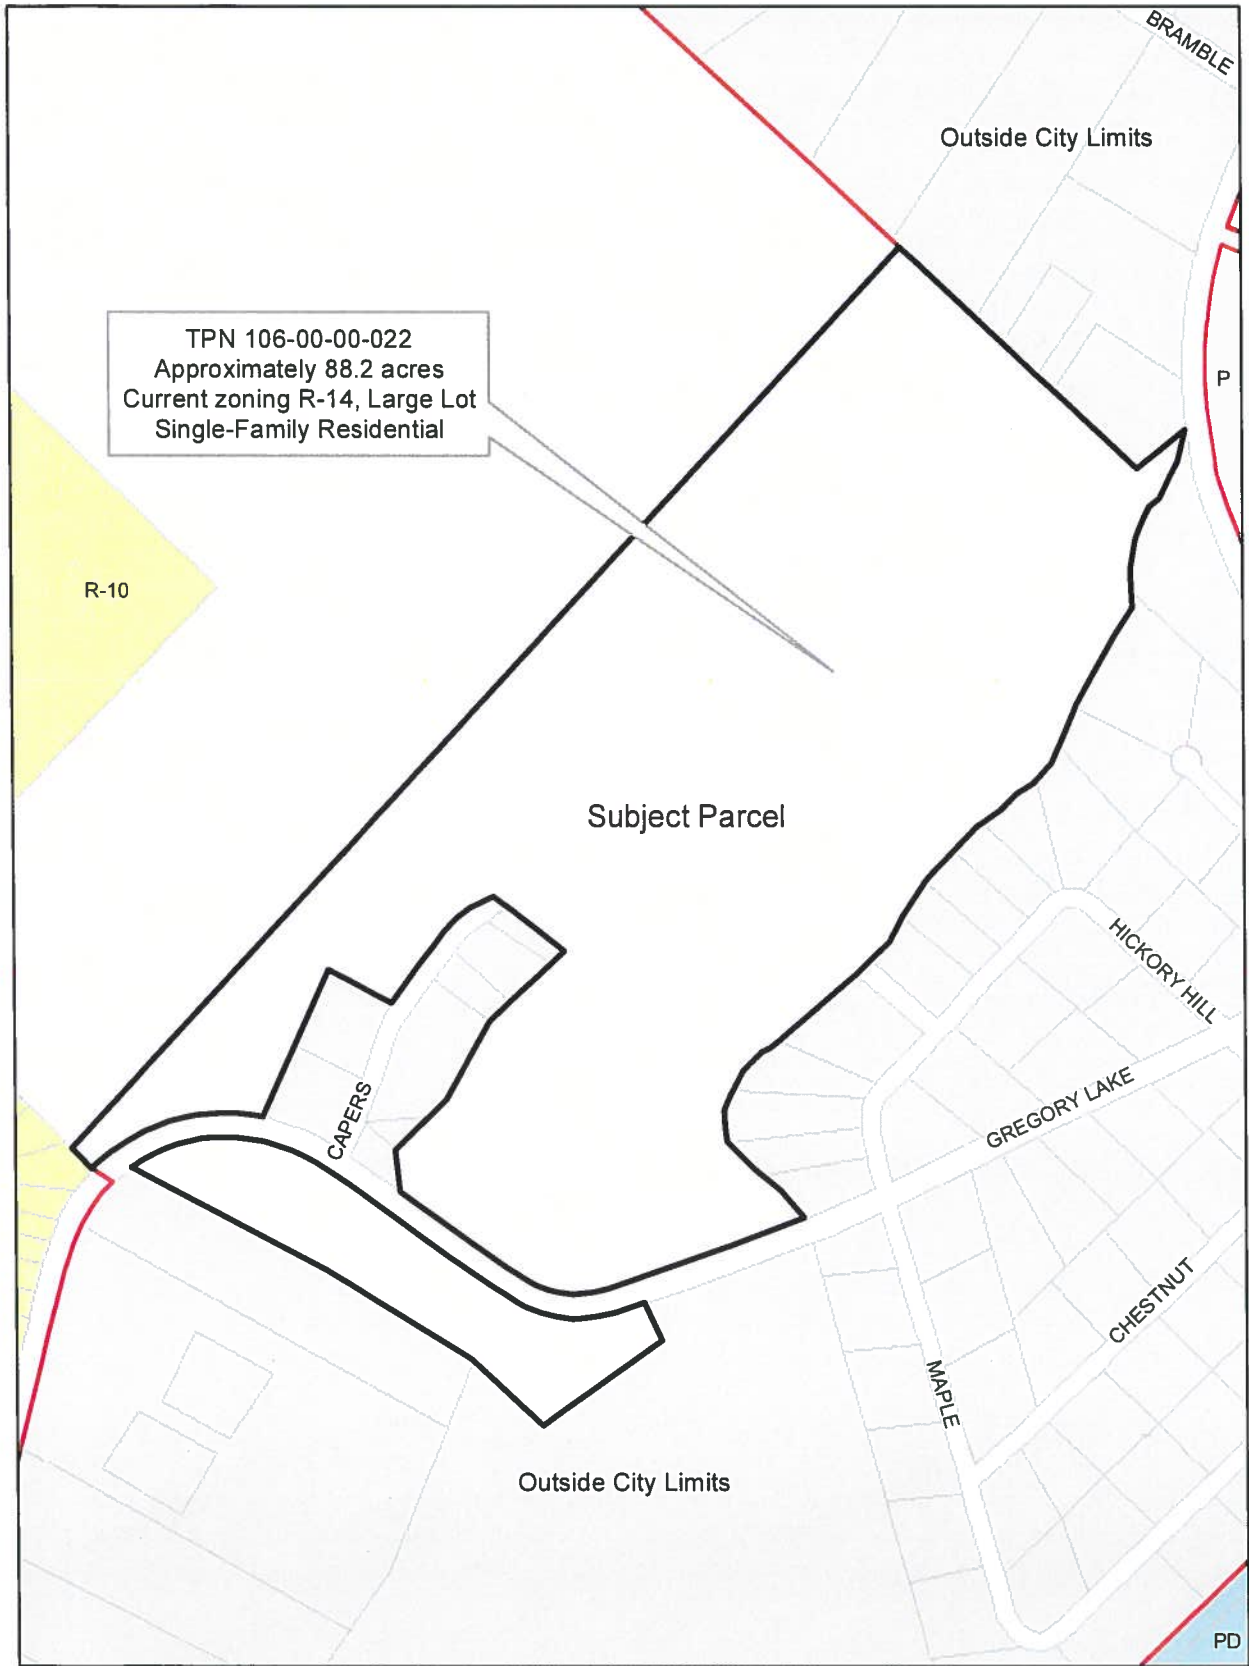 BRAMBLE
Outside City Limits
TPN 106-00-00-022
Approximately 88.2 acres
Current zoning R-14, Large Lot
Single-Family Residential
P
R-10
Subject Parcel
HICKORY HILL
GREGORY LAKE
CAPERS
CHESTNUT
MAPLE
Outside City Limits
PD